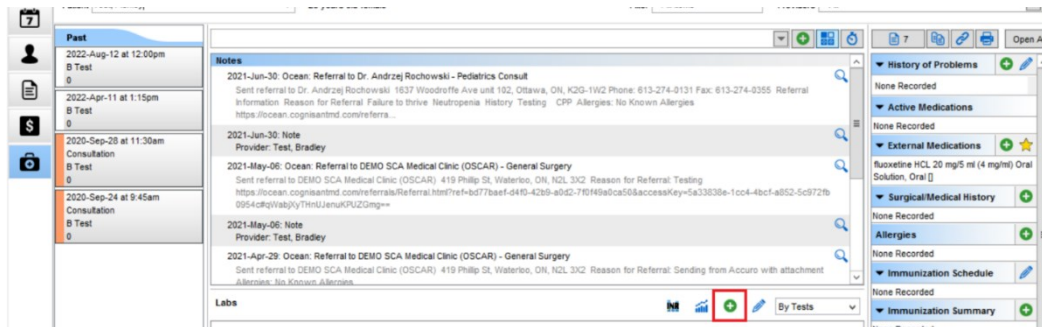 7
Past
2022-Aug-12 at 12:00pm
B Test
0
2022-Apr-11 at 1:15pm
B Test
0
2020-Sep-28 at 11:30am
Consultation
B Test
0
2020-Sep-24 at 9:45am
Consultation
B Test
0
Notes
2021-Jun-30: Ocean: Referral to Dr. Andrzej Rochowski - Pediatrics Consult
Sent referral to Dr. Andrzej Rochowski 1637 Woodroffe Ave unit 102, Ottawa, ON, K2G-1W2 Phone: 613-274-0131 Fax: 613-274-0355 Referral
Information Reason for Referral Failure to thrive Neutropenia History Testing CPP Allergies: No Known Allergies
https://ocean.cognisantmd.com/referra...
2021-Jun-30: Note
Provider: Test, Bradley
2021-May-06: Ocean: Referral to DEMO SCA Medical Clinic (OSCAR) - General Surgery
Sent referral to DEMO SCA Medical Clinic (OSCAR) 419 Philip St, Waterloo, ON, N2L 3X2 Reason for Referral: Testing
https://ocean.cognisantmd.com/referrals/Referral.html?ref=bd77baef-d4f0-42b9-a0d2-7f0f49a0ca50&accessKey=5a33838e-1cc4-4bcf-a852-5c972fb
0954c#qWabjXyTHnUJenuKPUZGmg==
2021-May-06: Note
Provider: Test, Bradley
2021-Apr-29: Ocean: Referral to DEMO SCA Medical Clinic (OSCAR) - General Surgery
Sent referral to DEMO SCA Medical Clinic (OSCAR) 419 Philip St, Waterloo, ON, N2L 3X2 Reason for Referral: Sending from Accuro with attachment
Allergies: No Known Allergies
Labs
By Tests
7
Open A
History of Problems
None Recorded
Active Medications
None Recorded
External Medications
fluoxetine HCL 20 mg/5 ml (4 mg/ml) Oral
Solution, Oral []
Surgical/Medical History
None Recorded
Allergies
None Recorded
Immunization Schedule
None Recorded
Immunization Summary